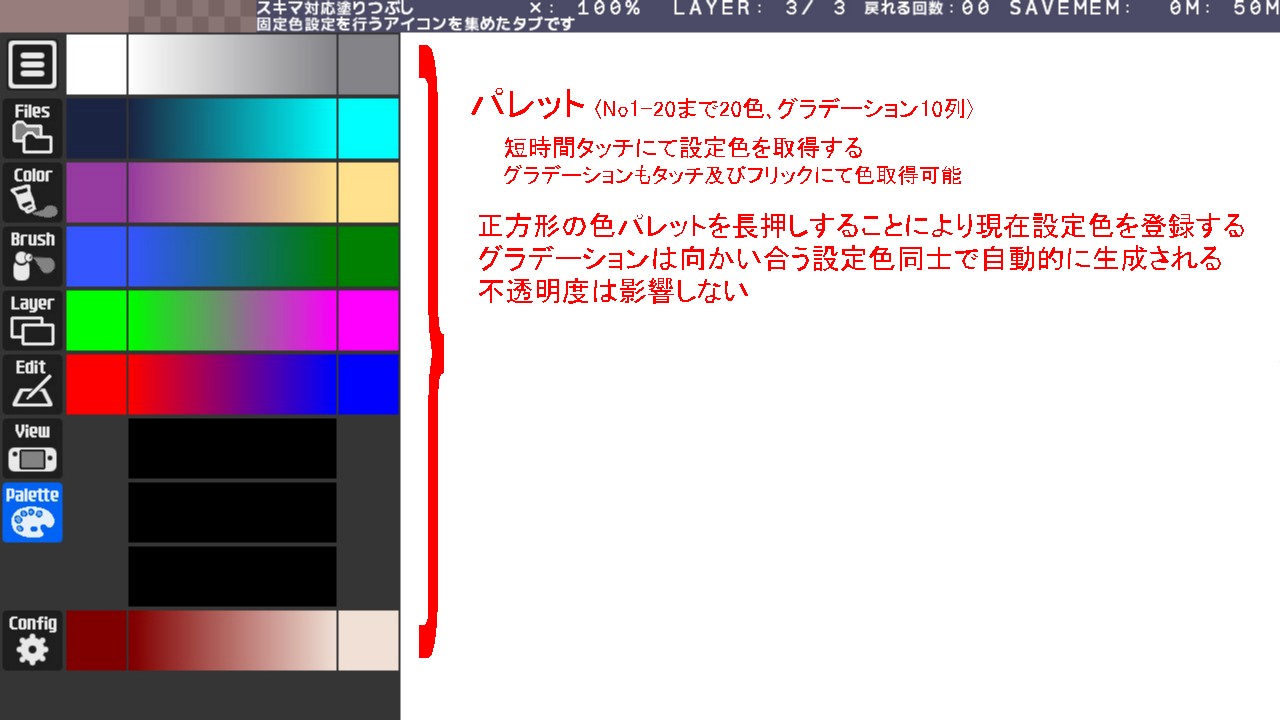 スキマ対応塗りつぶし ×: 100% LAYER: 3/ 3 戻れる回数:00 SAVEMEM: 0M: 50M
固定色設定を行うアイコンを集めたタブです
Files
Color
Brush
Layer
Edit
View
Palette
Config
パレット〈No1-20まで20色、グラデーション10列〉
短時間タッチにて設定色を取得する
グラデーションもタッチ及びフリックにて色取得可能
正方形の色パレットを長押しすることにより現在設定色を登録する
グラデーションは向かい合う設定色同士で自動的に生成される
不透明度は影響しない